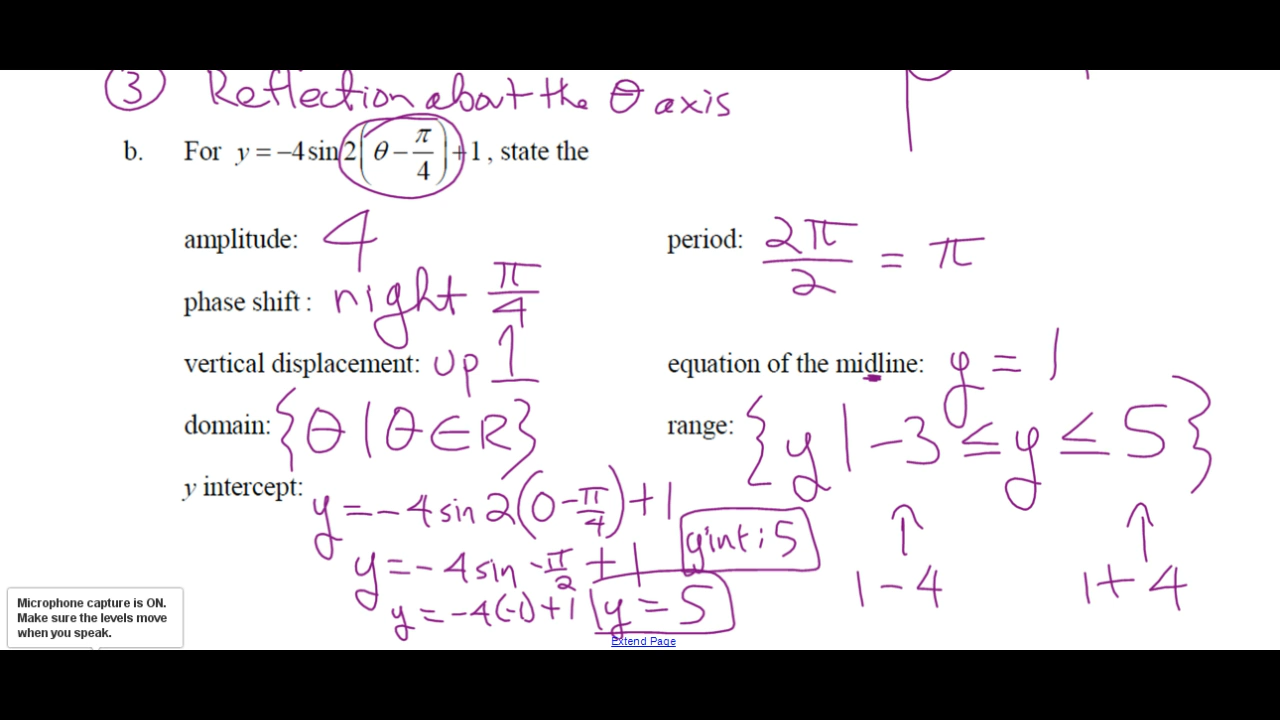 ③ Reflection about the θ axis
b. For y = −4 sin 2(θ − π/4) + 1, state the
amplitude: 4
period: 2π/2 = π
phase shift : right π/4
vertical displacement: up 1
equation of the midline: y = 1
domain: {θ | θ ∈ R}
range: {y | −3 ≤ y ≤ 5}
y intercept: y = −4 sin 2(0 − π/4) + 1
y = −4 sin −π/2 + 1
y int : 5
y = −4(−1) + 1 y = 5
1 − 4
1 + 4
Microphone capture is ON.
Make sure the levels move
when you speak.
Extend Page